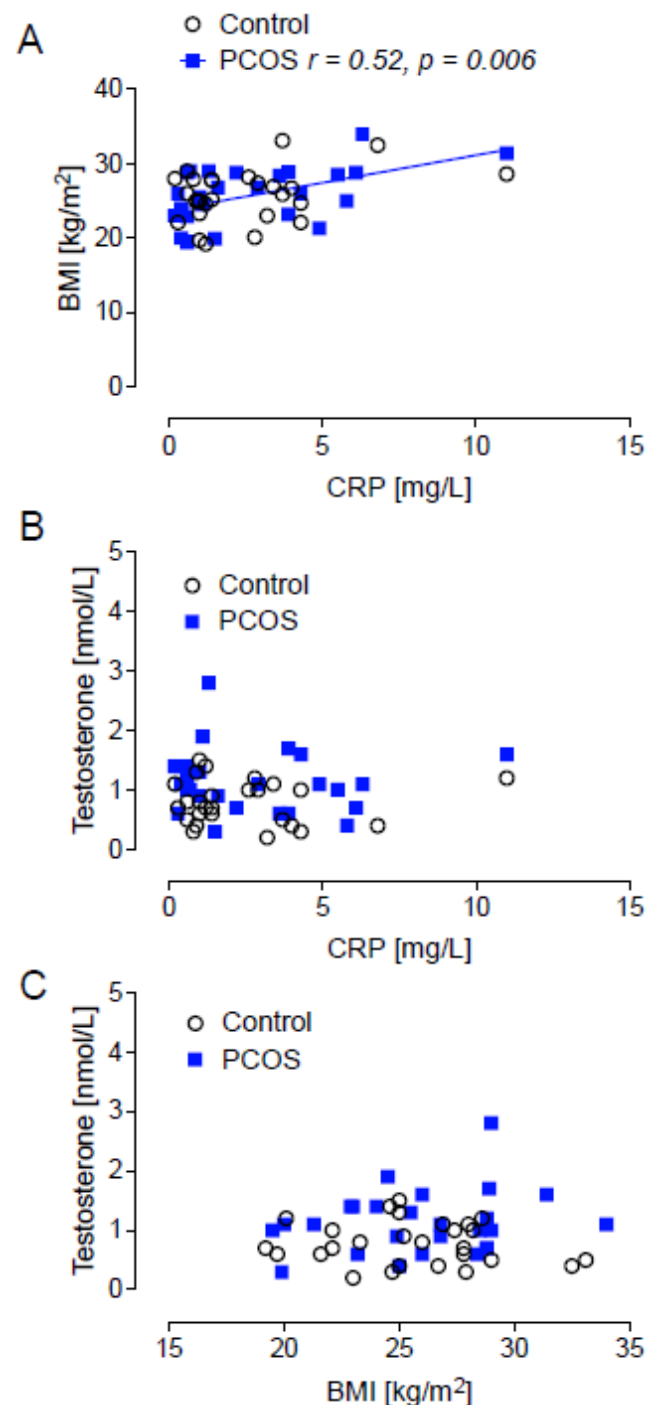 A
Control
PCOS r = 0.52, p = 0.006
40
30
20
10
0
BMI [kg/m²]
0 5 10 15
CRP [mg/L]
B
5
4
3
2
1
0
Testosterone [nmol/L]
Control
PCOS
0 5 10 15
CRP [mg/L]
C
5
4
3
2
1
0
Testosterone [nmol/L]
Control
PCOS
15 20 25 30 35
BMI [kg/m²]